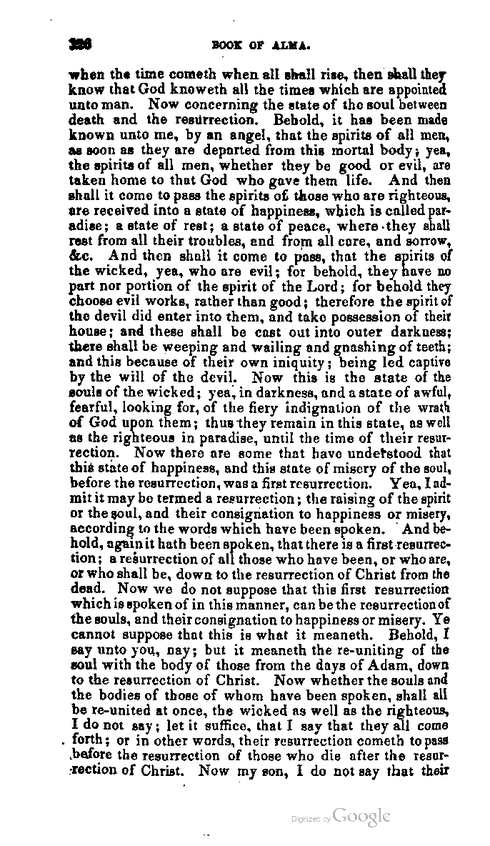 326 BOOK OF ALMA.
when the time cometh when all shall rise, then shall they
know that God knoweth all the times which are appointed
unto man. Now concerning the state of the soul between
death and the resurrection. Behold, it has been made
known unto me, by an angel, that the spirits of all men,
as soon as they are departed from this mortal body; yea,
the spirits of all men, whether they be good or evil, are
taken home to that God who gave them life. And then
shall it come to pass the spirits of those who are righteous,
are received into a state of happiness, which is called par-
adise; a state of rest; a state of peace, where they shall
rest from all their troubles, and from all care, and sorrow,
&c. And then shall it come to pass, that the spirits of
the wicked, yea, who are evil; for behold, they have no
part nor portion of the spirit of the Lord; for behold they
choose evil works, rather than good; therefore the spirit of
the devil did enter into them, and take possession of their
house; and these shall be cast out into outer darkness;
there shall be weeping and wailing and gnashing of teeth;
and this because of their own iniquity; being led captive
by the will of the devil. Now this is the state of the
souls of the wicked; yea, in darkness, and a state of awful,
fearful, looking for, of the fiery indignation of the wrath
of God upon them; thus they remain in this state, as well
as the righteous in paradise, until the time of their resur-
rection. Now there are some that have understood that
this state of happiness, and this state of misery of the soul,
before the resurrection, was a first resurrection. Yea, I ad-
mit it may be termed a resurrection; the raising of the spirit
or the soul, and their consignation to happiness or misery,
according to the words which have been spoken. And be-
hold, again it hath been spoken, that there is a first resurrec-
tion; a resurrection of all those who have been, or who are,
or who shall be, down to the resurrection of Christ from the
dead. Now we do not suppose that this first resurrection
which is spoken of in this manner, can be the resurrection of
the souls, and their consignation to happiness or misery. Ye
cannot suppose that this is what it meaneth. Behold, I
say unto you, nay; but it meaneth the re-uniting of the
soul with the body of those from the days of Adam, down
to the resurrection of Christ. Now whether the souls and
the bodies of those of whom have been spoken, shall all
be re-united at once, the wicked as well as the righteous,
I do not say; let it suffice, that I say that they all come
forth; or in other words, their resurrection cometh to pass
before the resurrection of those who die after the resur-
rection of Christ. Now my son, I do not say that their
Digitized by Google